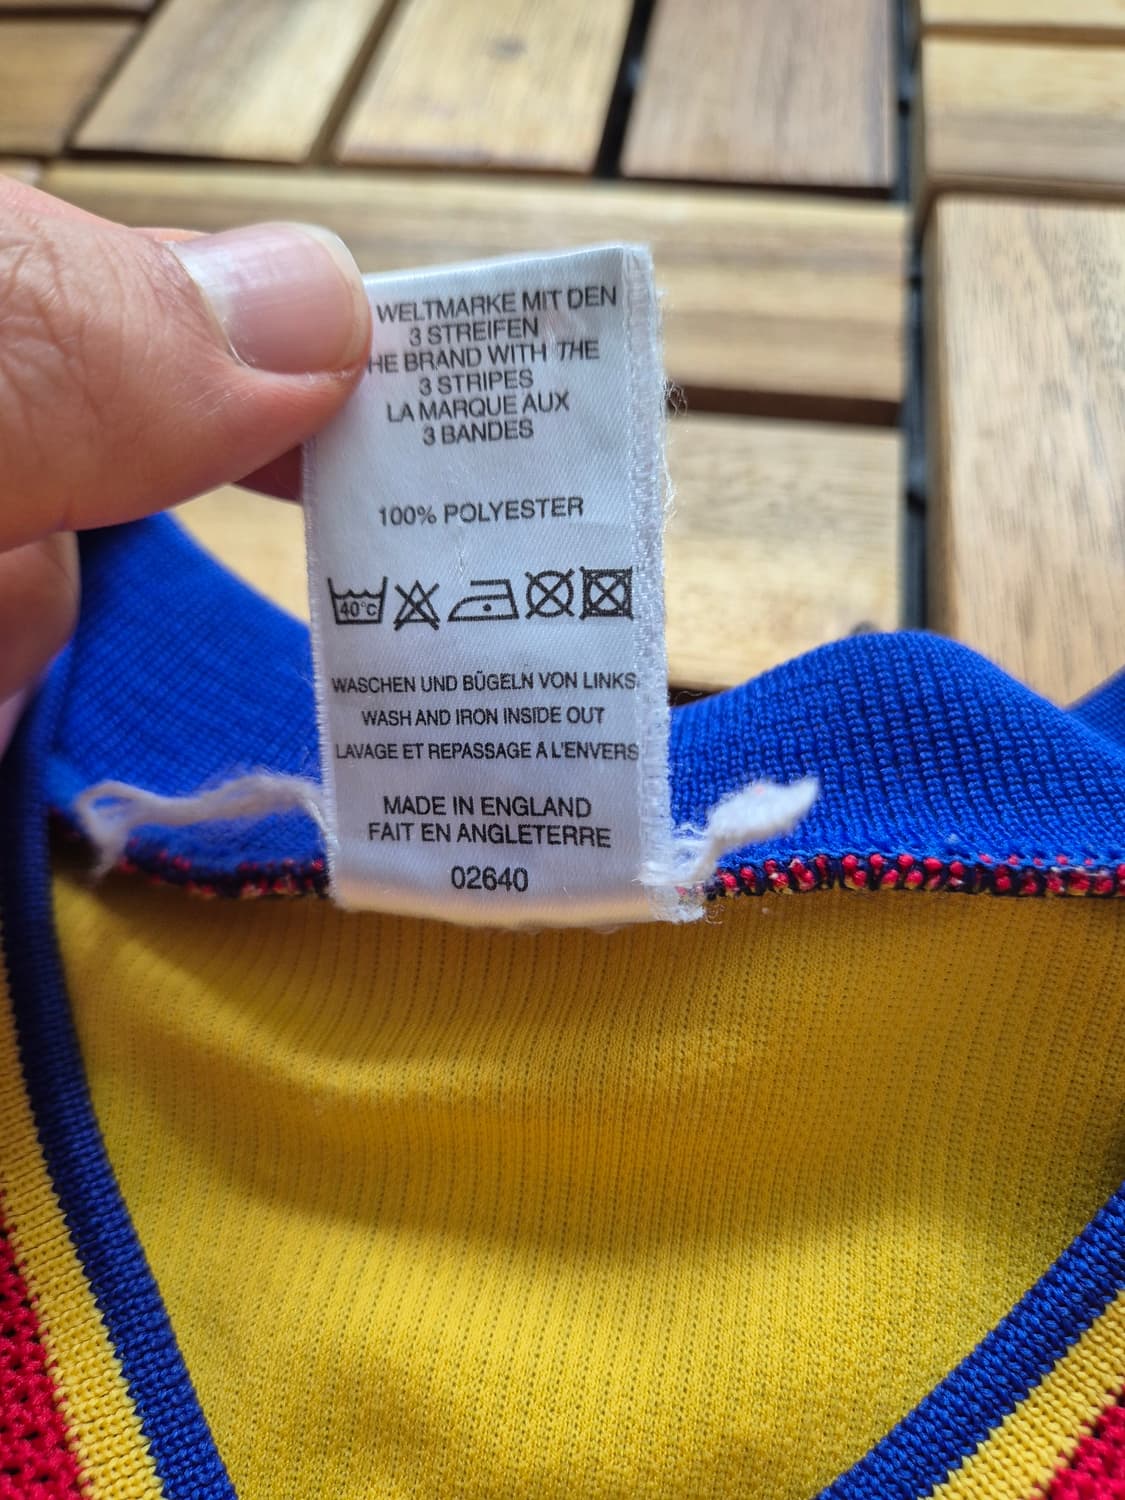 WELTMARKE MIT DEN
3 STREIFEN
HE BRAND WITH THE
3 STRIPES
LA MARQUE AUX
3 BANDES
100% POLYESTER
40°C
WASCHEN UND BÜGELN VON LINKS
WASH AND IRON INSIDE OUT
LAVAGE ET REPASSAGE A L'ENVERS
MADE IN ENGLAND
FAIT EN ANGLETERRE
02640